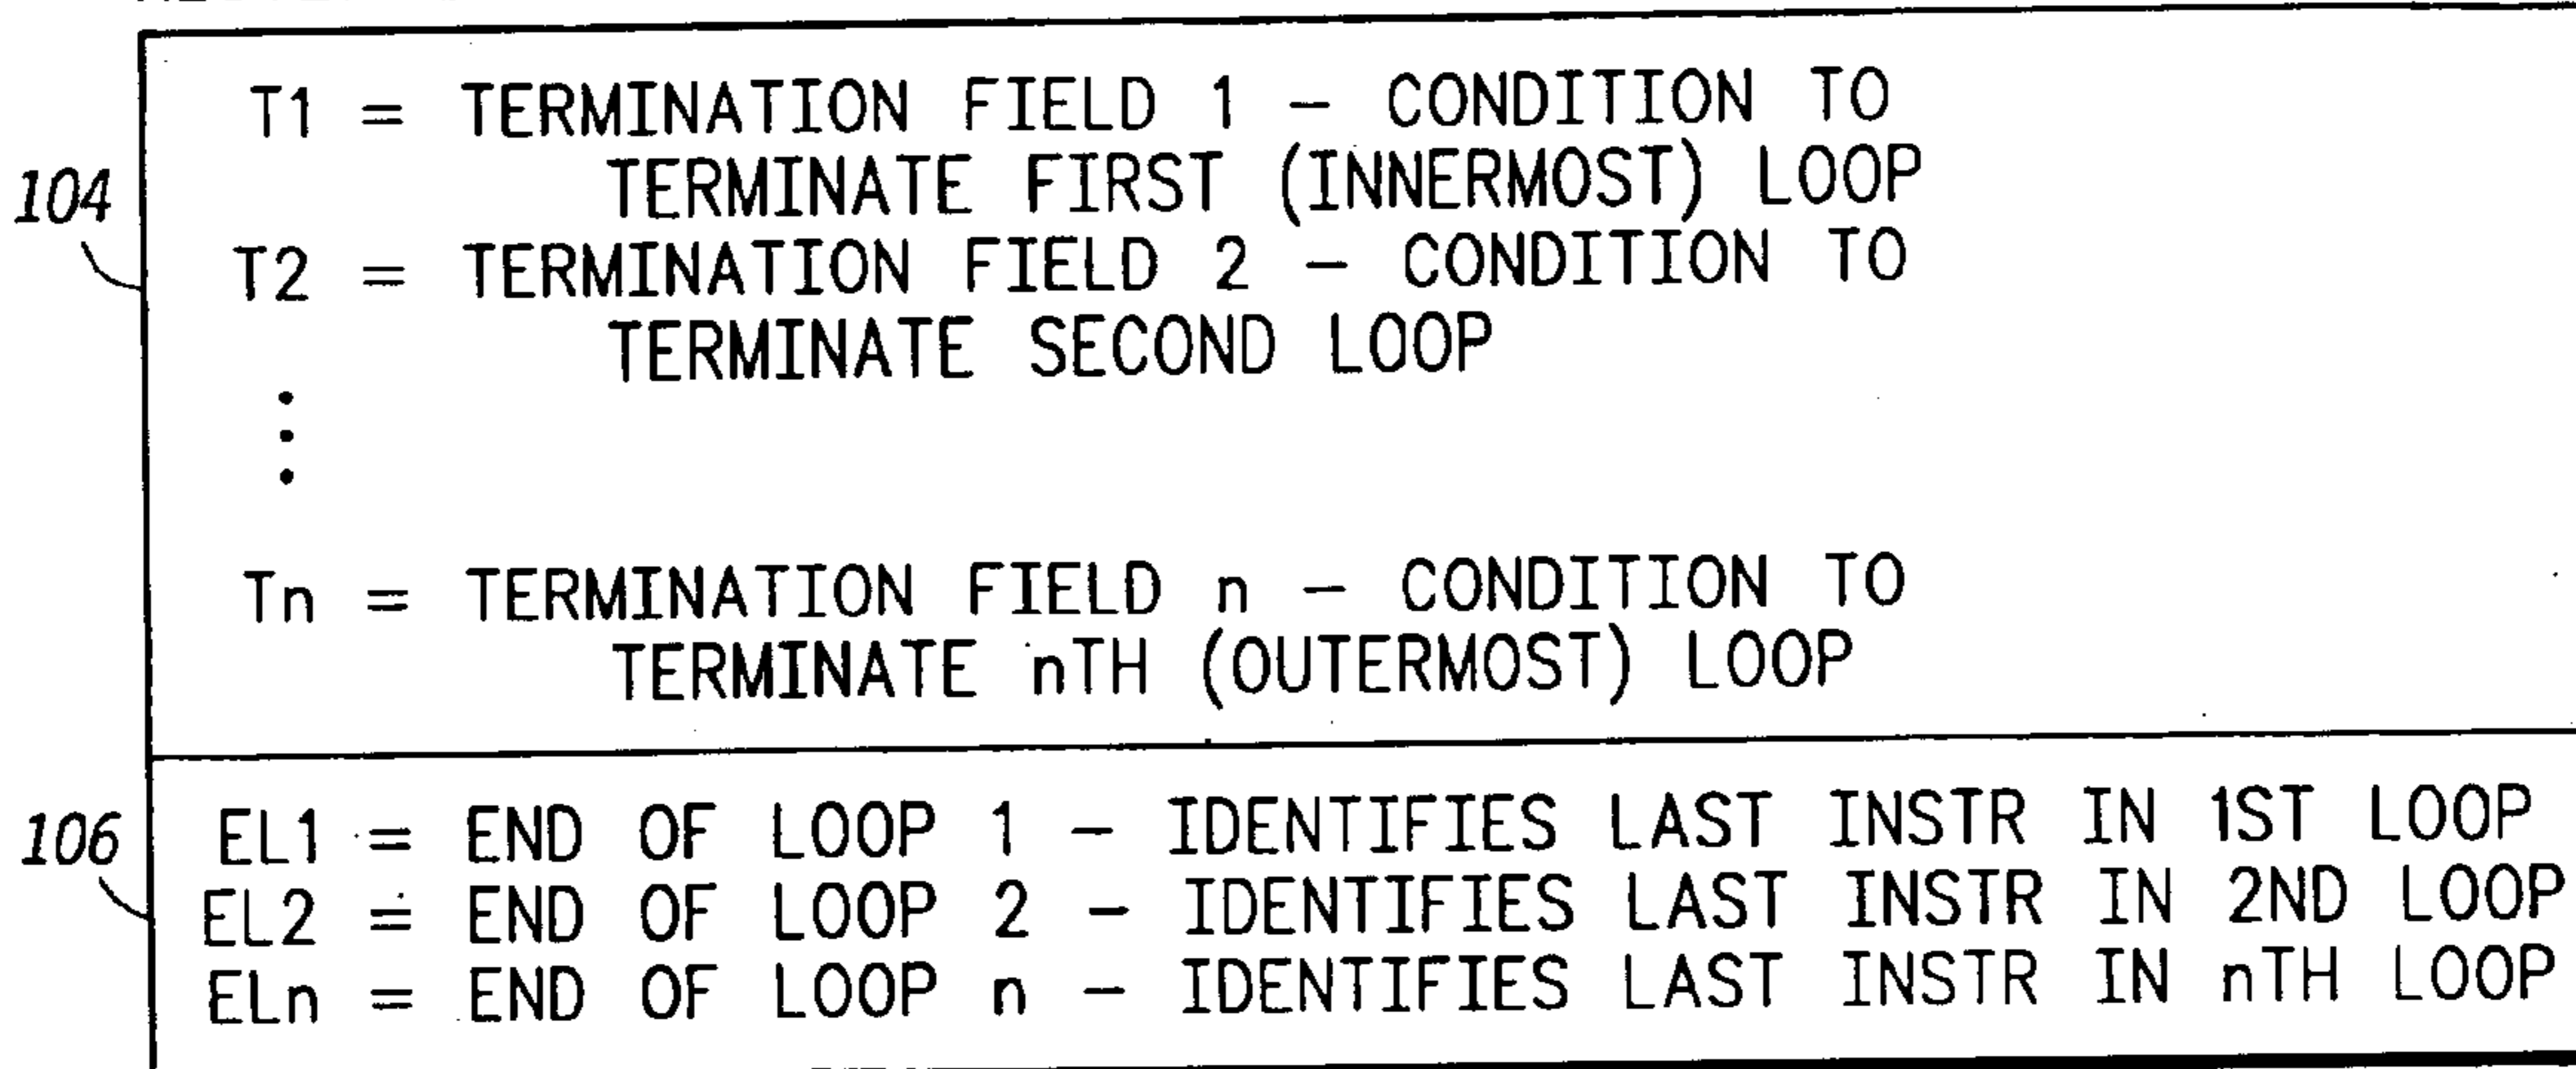 T1 = TERMINATION FIELD 1 – CONDITION TO
TERMINATE FIRST (INNERMOST) LOOP
104
T2 = TERMINATION FIELD 2 – CONDITION TO
TERMINATE SECOND LOOP
Tn = TERMINATION FIELD n – CONDITION TO
TERMINATE nTH (OUTERMOST) LOOP
106
EL1 = END OF LOOP 1 – IDENTIFIES LAST INSTR IN 1ST LOOP
EL2 = END OF LOOP 2 – IDENTIFIES LAST INSTR IN 2ND LOOP
ELn = END OF LOOP n – IDENTIFIES LAST INSTR IN nTH LOOP